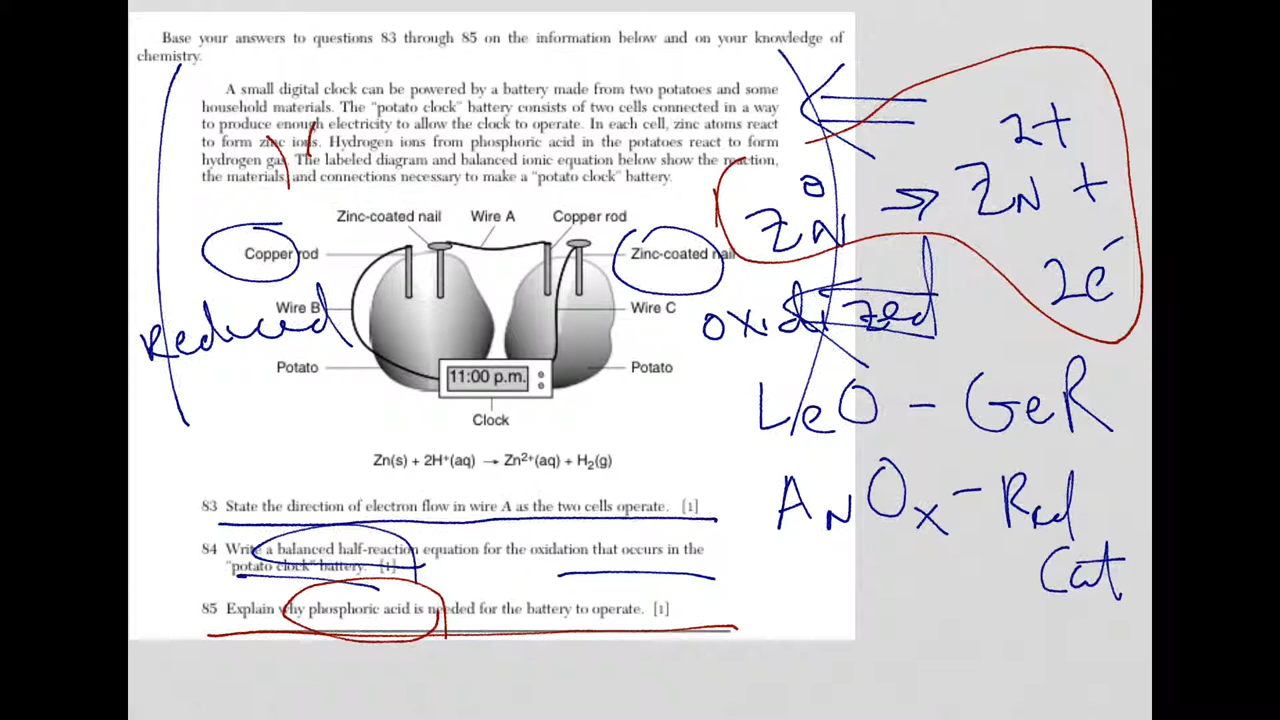 Base your answers to questions 83 through 85 on the information below and on your knowledge of
chemistry.
A small digital clock can be powered by a battery made from two potatoes and some
household materials. The "potato clock" battery consists of two cells connected in a way
to produce enough electricity to allow the clock to operate. In each cell, zinc atoms react
to form zinc ions. Hydrogen ions from phosphoric acid in the potatoes react to form
hydrogen gas. The labeled diagram and balanced ionic equation below show the reaction,
the materials, and connections necessary to make a "potato clock" battery.
Zinc-coated nail Wire A Copper rod
Copper rod Zinc-coated nail
Wire B Wire C
Potato Potato
11:00 p.m.
Clock
Zn(s) + 2H⁺(aq) → Zn²⁺(aq) + H₂(g)
83 State the direction of electron flow in wire A as the two cells operate. [1]
84 Write a balanced half-reaction equation for the oxidation that occurs in the
"potato clock" battery. [1]
85 Explain why phosphoric acid is needed for the battery to operate. [1]
Reduced
2+
0
ZN → ZN +
2e⁻
oxidized
LeO - GeR
ANOx - Red
Cat